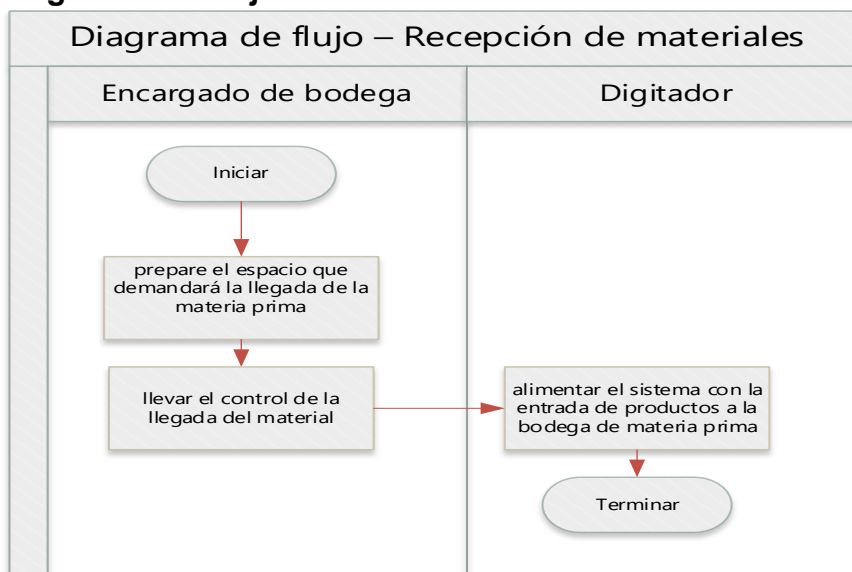 Diagrama de flujo – Recepción de materiales
Encargado de bodega
Digitador
Iniciar
prepare el espacio que
demandará la llegada de la
materia prima
llevar el control de la
llegada del material
alimentar el sistema con la
entrada de productos a la
bodega de materia prima
Terminar